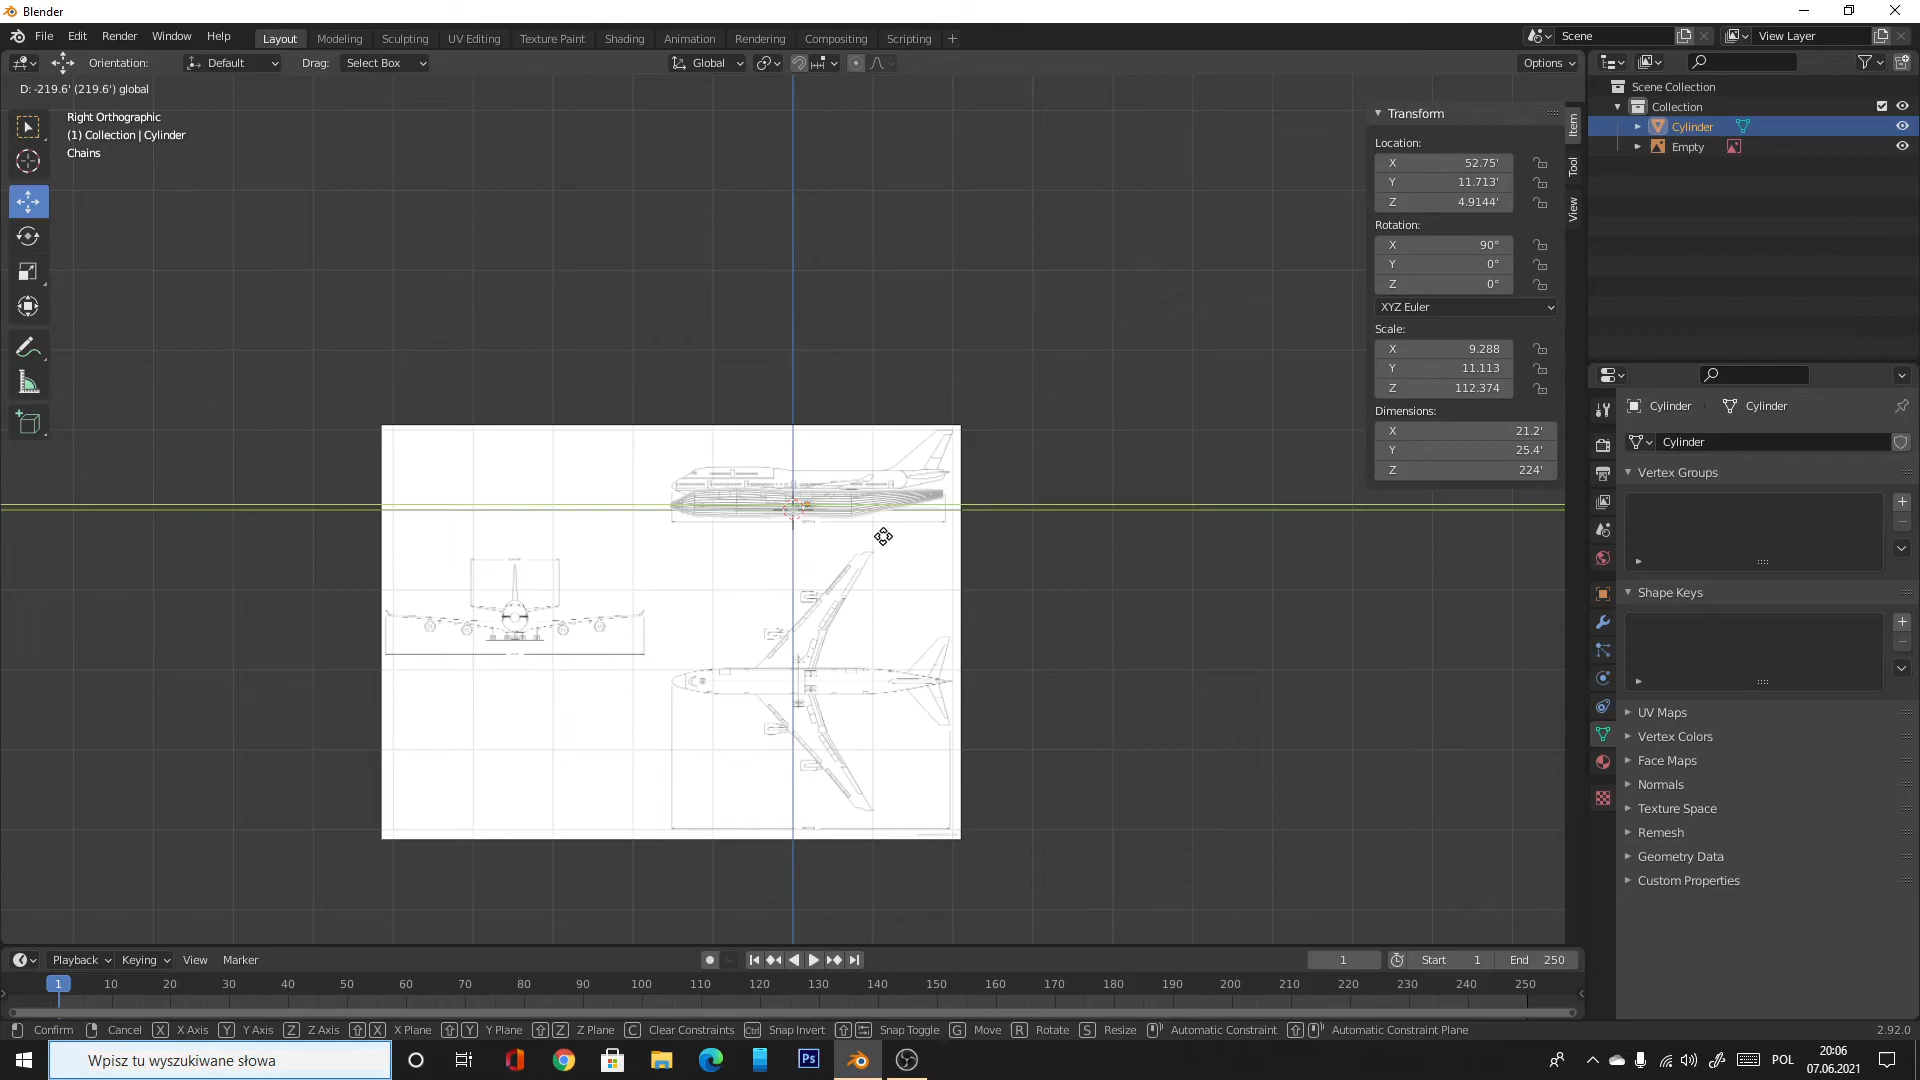 Blender
File Edit Render Window Help Layout Modeling Sculpting UV Editing Texture Paint Shading Animation Rendering Compositing Scripting + Scene View Layer
Orientation: Default Drag: Select Box Global Options
D: -219.6' (219.6') global
Right Orthographic
(1) Collection | Cylinder
Chains
Transform
Location:
X 52.75'
Y 11.713'
Z 4.9144'
Rotation:
X 90°
Y 0°
Z 0°
XYZ Euler
Scale:
X 9.288
Y 11.113
Z 112.374
Dimensions:
X 21.2'
Y 25.4'
Z 224'
Item
Tool
View
Scene Collection
Collection
Cylinder
Empty
Cylinder Cylinder
Cylinder
Vertex Groups
Shape Keys
UV Maps
Vertex Colors
Face Maps
Normals
Texture Space
Remesh
Geometry Data
Custom Properties
Playback Keying View Marker 1 Start 1 End 250
1 10 20 30 40 50 60 70 80 90 100 110 120 130 140 150 160 170 180 190 200 210 220 230 240 250
Confirm Cancel X X Axis Y Y Axis Z Z Axis X X Plane Y Y Plane Z Z Plane C Clear Constraints Ctrl Snap Invert Snap Toggle G Move R Rotate S Resize Automatic Constraint Automatic Constraint Plane 2.92.0
Wpisz tu wyszukiwane słowa Ps POL 20:06
07.06.2021